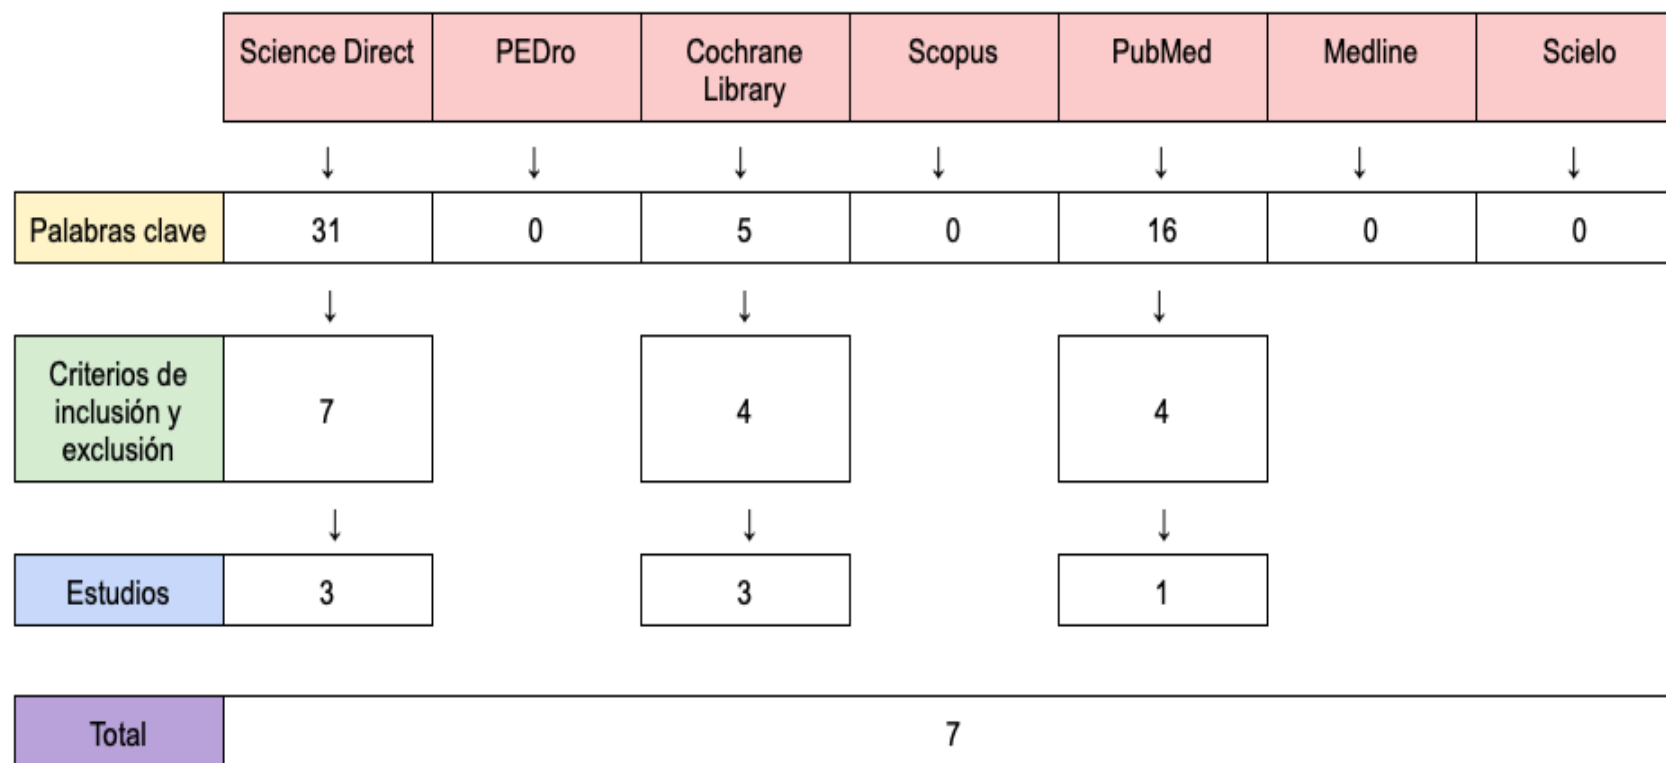 Science Direct PEDro Cochrane Library Scopus PubMed Medline Scielo
↓ ↓ ↓ ↓ ↓ ↓ ↓
Palabras clave 31 0 5 0 16 0 0
↓ ↓ ↓
Criterios de inclusión y exclusión 7 4 4
↓ ↓ ↓
Estudios 3 3 1
Total 7